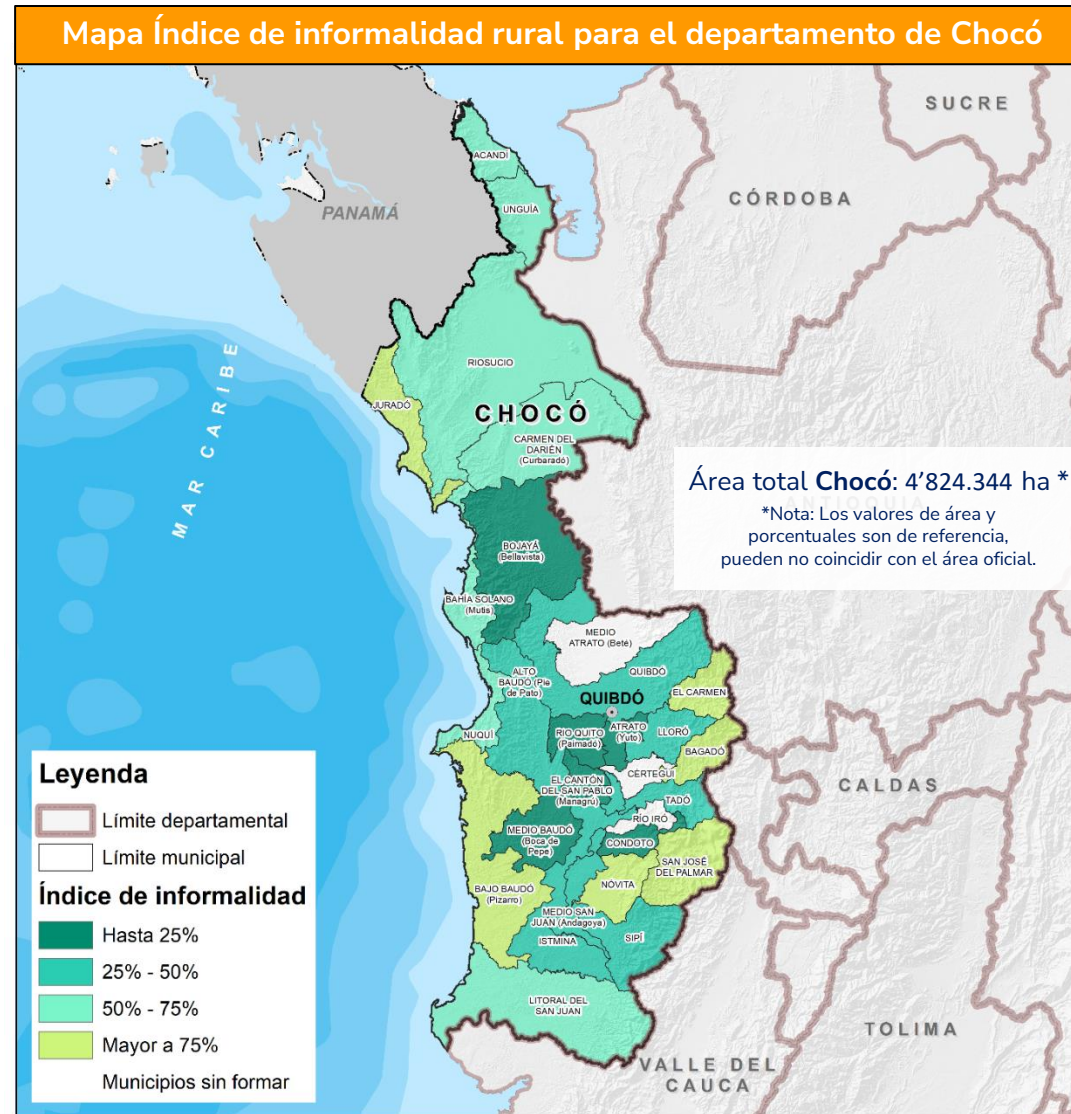 Mapa Índice de informalidad rural para el departamento de Chocó
SUCRE
CÓRDOBA
PANAMÁ
ACANDÍ
UNGUÍA
MAR CARIBE
RIOSUCIO
JURADÓ
CHOCÓ
CARMEN DEL
DARIÉN
(Curbaradó)
Área total Chocó: 4’824.344 ha *
*Nota: Los valores de área y
porcentuales son de referencia,
pueden no coincidir con el área oficial.
ANTIOQUIA
BOJAYÁ
(Bellavista)
BAHÍA SOLANO
(Mutis)
MEDIO
ATRATO (Beté)
ALTO
BAUDÓ (Pie
de Pato)
QUIBDÓ
EL CARMEN
QUIBDÓ
NUQUÍ
RIO QUITO
(Paimadó)
ATRATO
(Yuto)
LLORÓ
BAGADÓ
CÉRTEGUI
EL CANTÓN
DEL SAN PABLO
(Managrú)
TADÓ
CALDAS
RÍO IRÓ
MEDIO BAUDÓ
(Boca de
Pepé)
CONDOTO
SAN JOSÉ
DEL PALMAR
BAJO BAUDÓ
(Pizarro)
NÓVITA
MEDIO SAN
JUAN (Andagoya)
ISTMINA
SIPÍ
LITORAL DEL
SAN JUAN
TOLIMA
VALLE DEL
CAUCA
Leyenda
Límite departamental
Límite municipal
Índice de informalidad
Hasta 25%
25% - 50%
50% - 75%
Mayor a 75%
Municipios sin formar